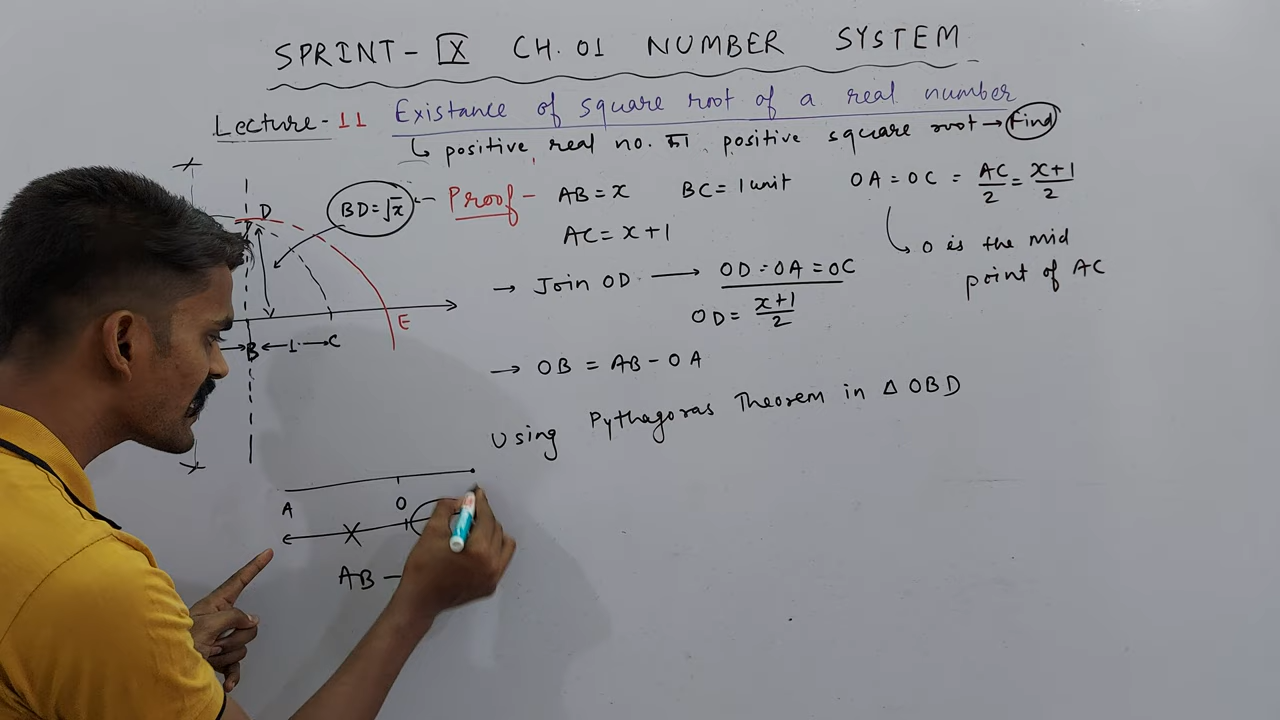 SPRINT-IX CH.01 NUMBER SYSTEM
Lecture-11 Existance of square root of a real number
↳ positive real no. का positive square root → Find
BD=√x ← Proof - AB=x BC=1unit OA=OC = AC/2 = x+1/2
AC=x+1
↳ O is the mid
point of AC
→ Join OD → OD=OA=OC
OD= x+1/2
→ OB = AB-OA
Using Pythagoras Theorem in Δ OBD
D
B 1 C
E
A O
AB -